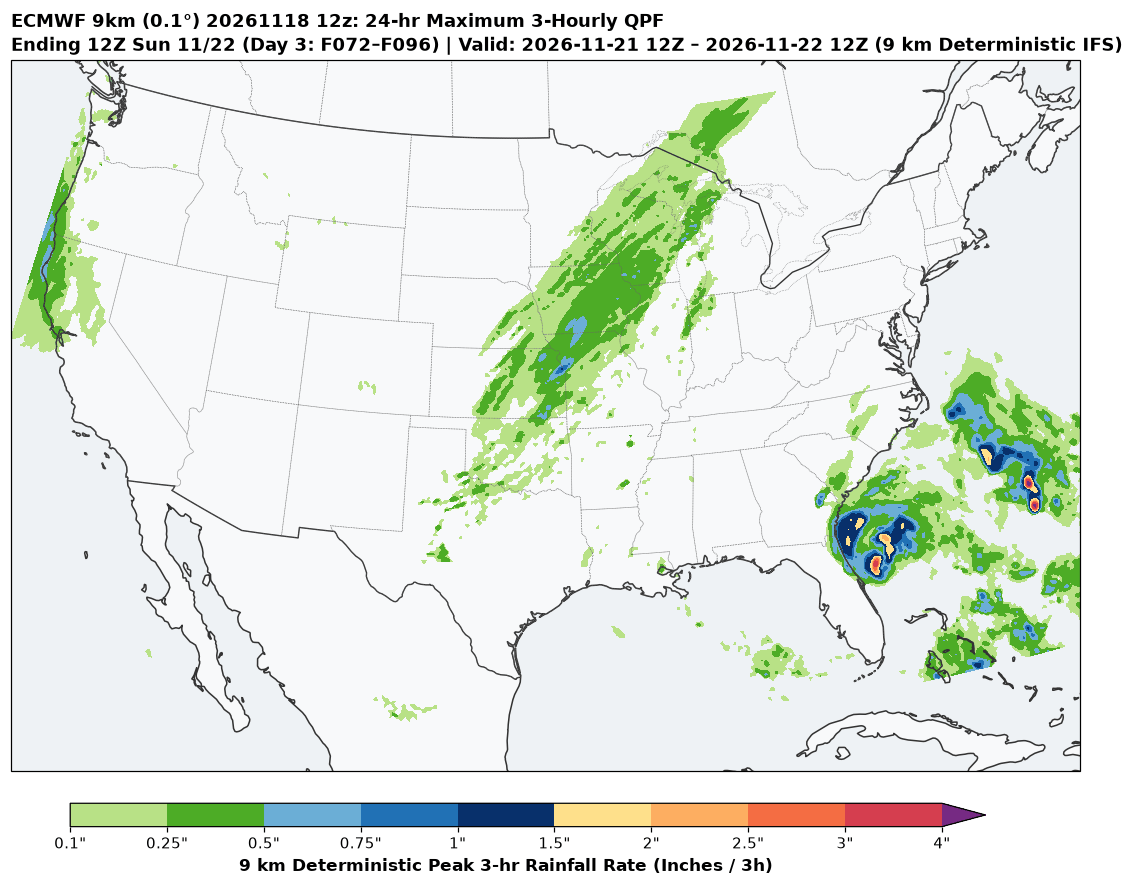 ECMWF 9km (0.1°) 20261118 12z: 24-hr Maximum 3-Hourly QPF
Ending 12Z Sun 11/22 (Day 3: F072–F096) | Valid: 2026-11-21 12Z – 2026-11-22 12Z (9 km Deterministic IFS)
0.1" 0.25" 0.5" 0.75" 1" 1.5" 2" 2.5" 3" 4"
9 km Deterministic Peak 3-hr Rainfall Rate (Inches / 3h)